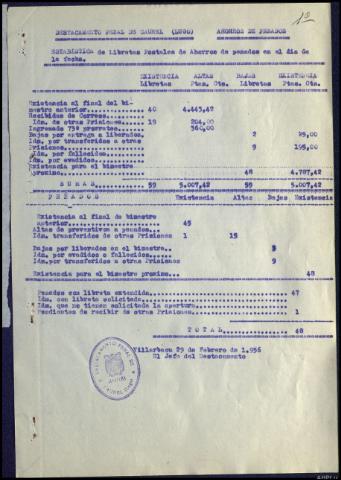 1º
DESTACAMENTO PENAL DE CAUREL (LUGO) AHORROS DE PENADOS
ESTADISTICA de Libretas Postales de Ahorros de penados en el dia de
la fecha.
EXISTENCIA ALTAS BAJAS EXISTENCIA
Libretas Ptas. Cts. Libretas Ptas. Cts.
Existencia al final del bi-
mestre anterior 40 4.443,42
Recibidas de Correos
Idm. de otras Prisiones 19 204,00
Ingresado 75% 360,00
Bajas por entrega a liberados. 2 25,00
Idm. por transferidos a otras
Prisiones 9 195,00
Idm. por fallecidos
Idm. por evadidos
Existencia para el bimestre
proximo 48 4.787,42
SUMAS 59 5.007,42 59 5.007,42
PENADOS Existencia Altas Bajas Existencia
Existencia al final de bimestre
anterior 45
Altas de preventivos a penados...
Idm. transferidos de otras Prisiones 1 15
Bajas por liberados en el bimestre..
Idm. por evadidos o fallecidos
Idm. por transferidos a otras Prisiones 9
Existencia para el bimestre proximo... 48
Penados con libreta extendida 47
Idm. con libreta solicitada
Idm. que no tienen solicitada la apertura
Pendientes de recibir de otras Prisiones 1
TOTAL 48
Villarbacu 29 de Febrero de 1.956
El Jefe del Destacamento
DESTACAMENTO PENAL DE